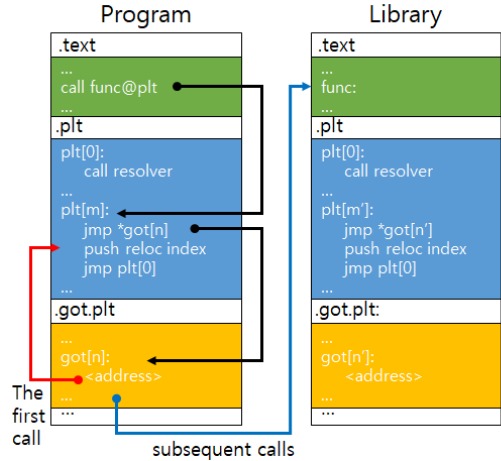 Program
.text
...
call func@plt
...
.plt
plt[0]:
call resolver
...
plt[m]:
jmp *got[n]
push reloc index
jmp plt[0]
...
.got.plt
...
got[n]:
<address>
...
...
The
first
call
subsequent calls
Library
.text
...
func:
...
.plt
plt[0]:
call resolver
...
plt[m']:
jmp *got[n']
push reloc index
jmp plt[0]
...
.got.plt:
...
got[n']:
<address>
...
...